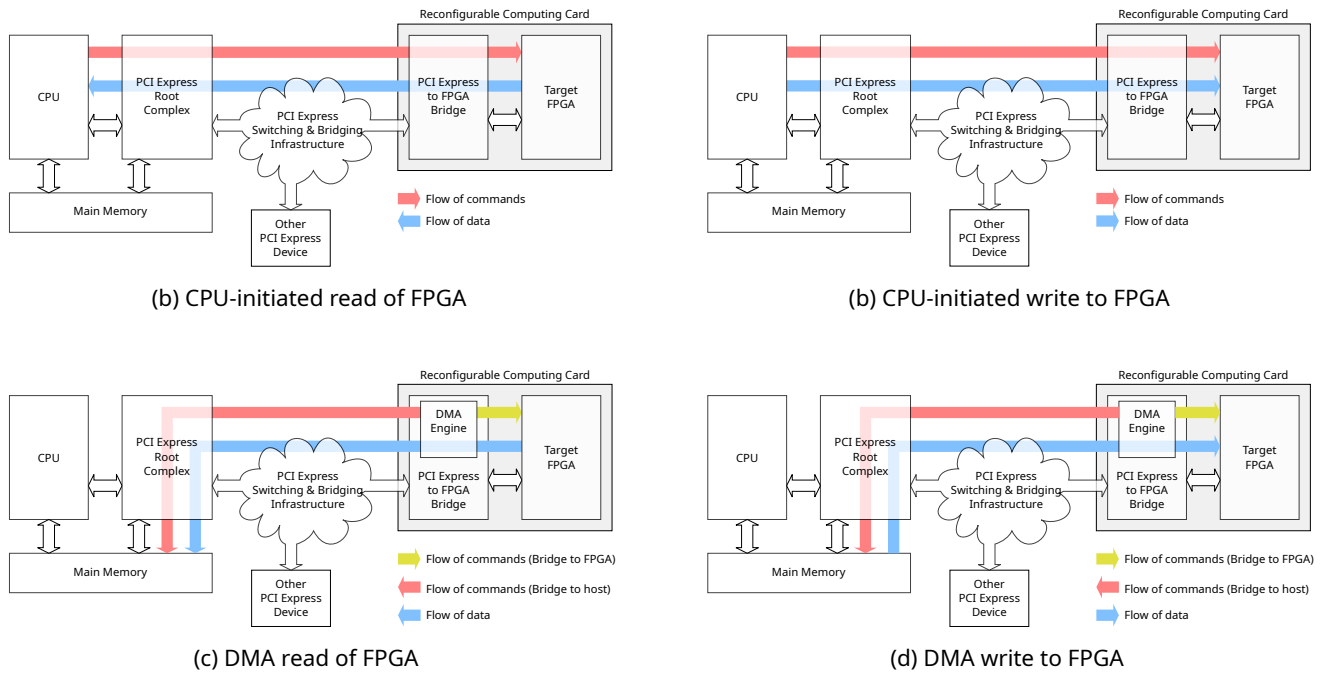 Reconfigurable Computing Card
CPU
PCI Express
Root
Complex
PCI Express
Switching & Bridging
Infrastructure
PCI Express
to FPGA
Bridge
Target
FPGA
Main Memory
Other
PCI Express
Device
Flow of commands
Flow of data
(b) CPU-initiated read of FPGA
Reconfigurable Computing Card
CPU
PCI Express
Root
Complex
PCI Express
Switching & Bridging
Infrastructure
PCI Express
to FPGA
Bridge
Target
FPGA
Main Memory
Other
PCI Express
Device
Flow of commands
Flow of data
(b) CPU-initiated write to FPGA
Reconfigurable Computing Card
CPU
PCI Express
Root
Complex
PCI Express
Switching & Bridging
Infrastructure
DMA
Engine
PCI Express
to FPGA
Bridge
Target
FPGA
Main Memory
Other
PCI Express
Device
Flow of commands (Bridge to FPGA)
Flow of commands (Bridge to host)
Flow of data
(c) DMA read of FPGA
Reconfigurable Computing Card
CPU
PCI Express
Root
Complex
PCI Express
Switching & Bridging
Infrastructure
DMA
Engine
PCI Express
to FPGA
Bridge
Target
FPGA
Main Memory
Other
PCI Express
Device
Flow of commands (Bridge to FPGA)
Flow of commands (Bridge to host)
Flow of data
(d) DMA write to FPGA